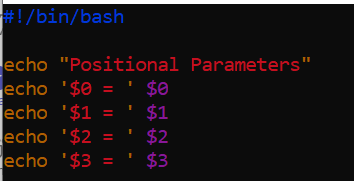 #!/bin/bash
echo "Positional Parameters"
echo '$0 = ' $0
echo '$1 = ' $1
echo '$2 = ' $2
echo '$3 = ' $3